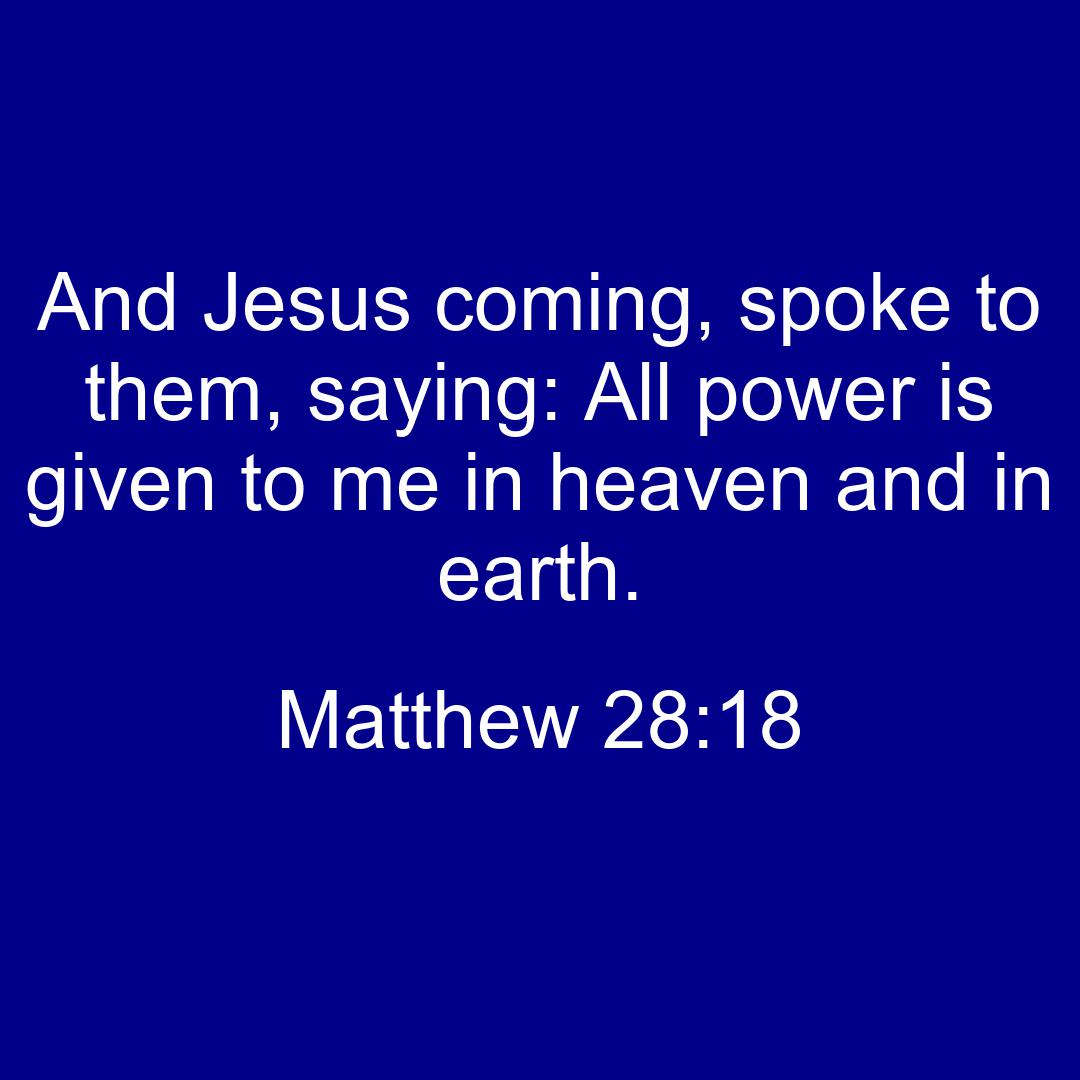 And Jesus coming, spoke to
them, saying: All power is
given to me in heaven and in
earth.
Matthew 28:18